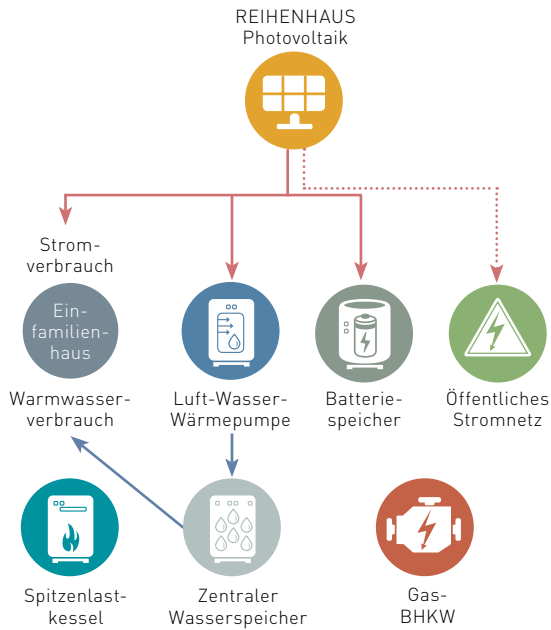 REIHENHAUS
Photovoltaik
Strom-
verbrauch
Ein-
familien-
haus
Warmwasser-
verbrauch
Luft-Wasser-
Wärmepumpe
Batterie-
speicher
Öffentliches
Stromnetz
Spitzenlast-
kessel
Zentraler
Wasserspeicher
Gas-
BHKW